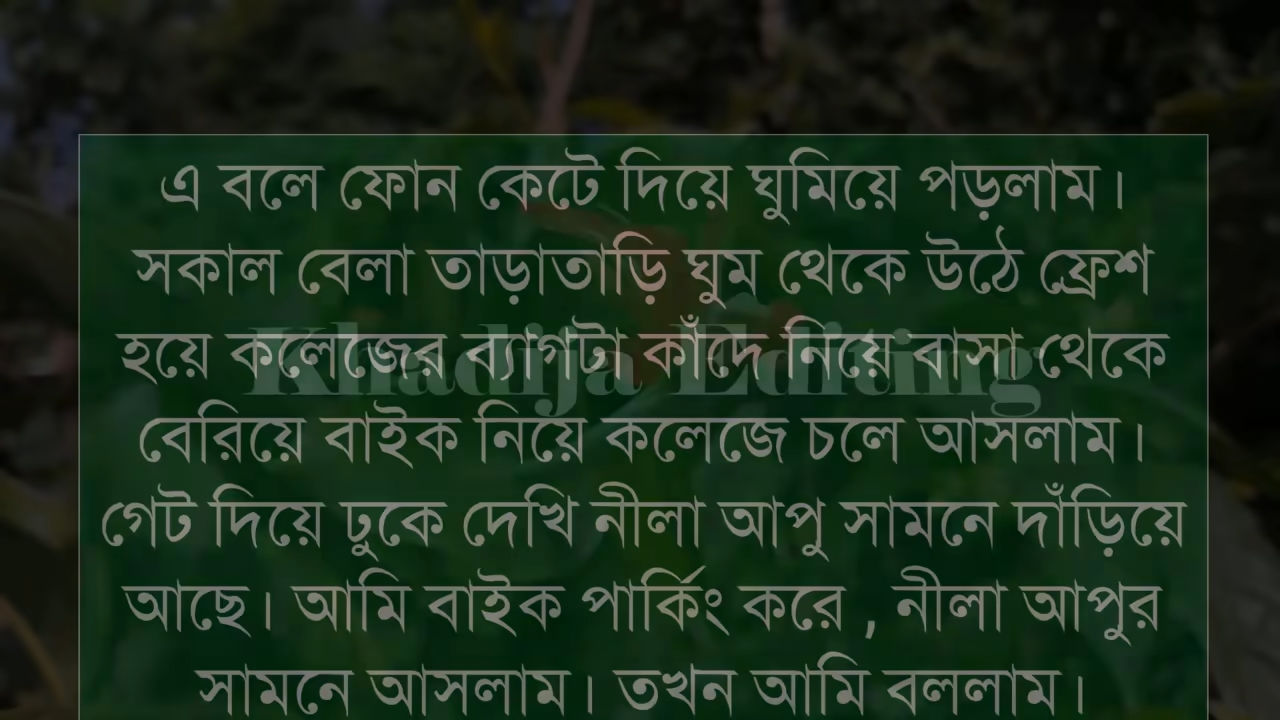 এ বলে ফোন কেটে দিয়ে ঘুমিয়ে পড়লাম।
সকাল বেলা তাড়াতাড়ি ঘুম থেকে উঠে ফ্রেশ
হয়ে কলেজের ব্যাগটা কাঁদে নিয়ে বাসা থেকে
Khadija Editing
বেরিয়ে বাইক নিয়ে কলেজে চলে আসলাম।
গেট দিয়ে ঢুকে দেখি নীলা আপু সামনে দাঁড়িয়ে
আছে। আমি বাইক পার্কিং করে , নীলা আপুর
সামনে আসলাম। তখন আমি বললাম।